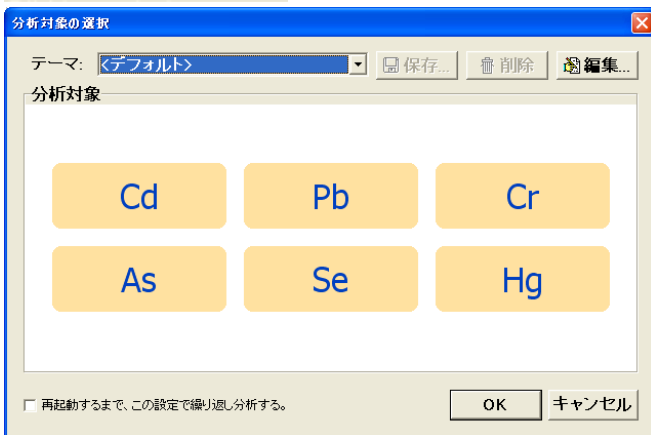 分析対象の選択
テーマ: <デフォルト> 保存... 削除 編集...
分析対象
Cd Pb Cr
As Se Hg
再起動するまで、この設定で繰り返し分析する。 OK キャンセル